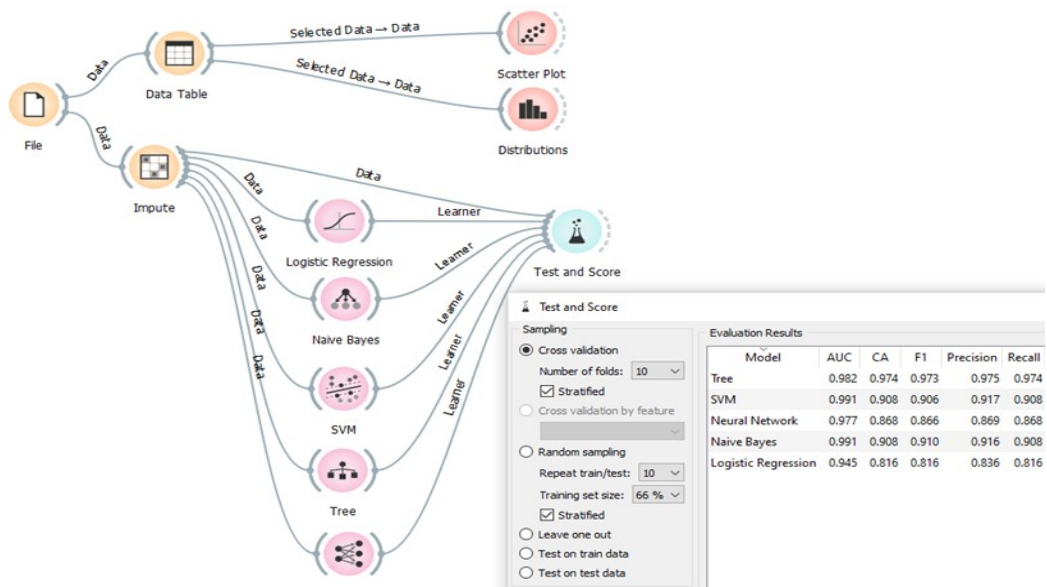 Selected Data → Data
Data
Data Table
Scatter Plot
Selected Data → Data
File
Data
Distributions
Impute
Data
Data
Learner
Logistic Regression
Data
Learner
Test and Score
Naive Bayes
Data
Learner
SVM
Data
Learner
Tree
Data
Learner
Test and Score
Sampling
Cross validation
Number of folds: 10
Stratified
Cross validation by feature
Random sampling
Repeat train/test: 10
Training set size: 66 %
Stratified
Leave one out
Test on train data
Test on test data
Evaluation Results
Model AUC CA F1 Precision Recall
Tree 0.982 0.974 0.973 0.975 0.974
SVM 0.991 0.908 0.906 0.917 0.908
Neural Network 0.977 0.868 0.866 0.869 0.868
Naive Bayes 0.991 0.908 0.910 0.916 0.908
Logistic Regression 0.945 0.816 0.816 0.836 0.816